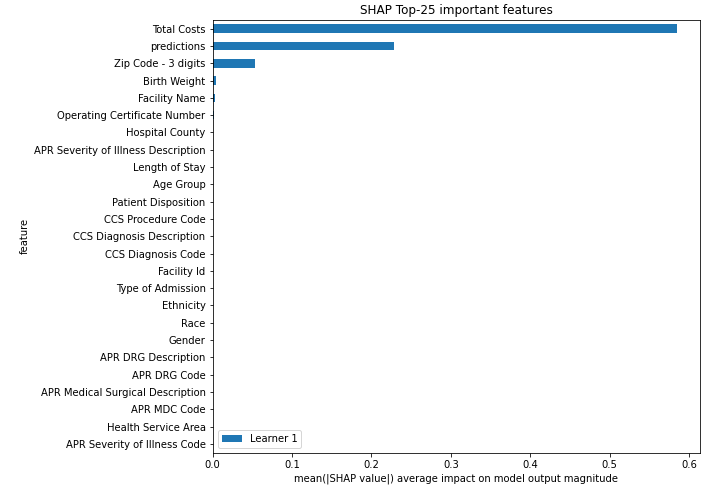 SHAP Top-25 important features
Total Costs
predictions
Zip Code - 3 digits
Birth Weight
Facility Name
Operating Certificate Number
Hospital County
APR Severity of Illness Description
Length of Stay
Age Group
Patient Disposition
CCS Procedure Code
CCS Diagnosis Description
CCS Diagnosis Code
Facility Id
Type of Admission
Ethnicity
Race
Gender
APR DRG Description
APR DRG Code
APR Medical Surgical Description
APR MDC Code
Health Service Area
APR Severity of Illness Code
feature
Learner 1
0.0 0.1 0.2 0.3 0.4 0.5 0.6
mean(|SHAP value|) average impact on model output magnitude